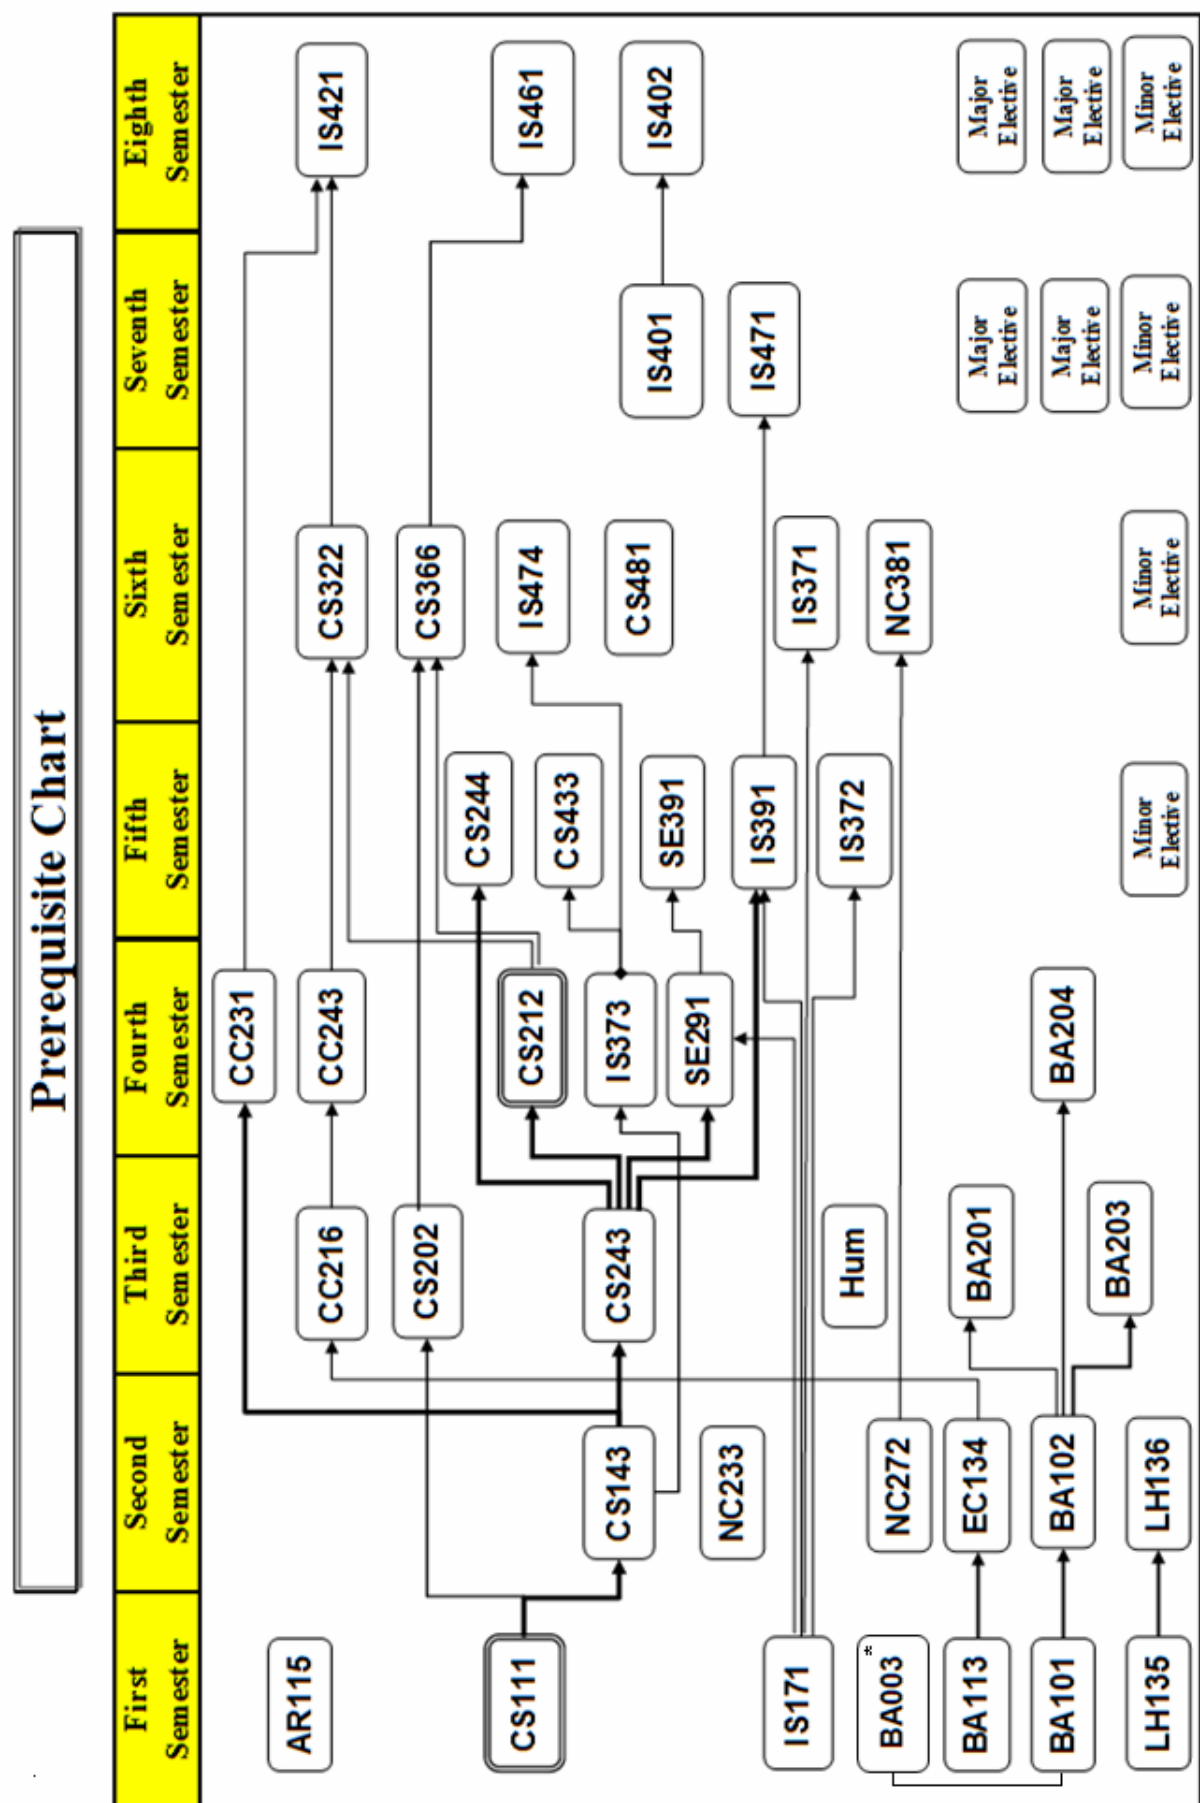 Prerequisite Chart
First
Semester
Second
Semester
Third
Semester
Fourth
Semester
Fifth
Semester
Sixth
Semester
Seventh
Semester
Eighth
Semester
AR115
CS111
IS171
BA003
*
BA113
BA101
LH135
CS143
NC233
NC272
EC134
BA102
LH136
CC216
CS202
CS243
Hum
BA201
BA203
CC231
CC243
CS212
IS373
SE291
BA204
CS244
CS433
SE391
IS391
IS372
Minor
Elective
CS322
CS366
IS474
CS481
IS371
NC381
Minor
Elective
IS401
IS471
Major
Elective
Major
Elective
Minor
Elective
IS421
IS461
IS402
Major
Elective
Major
Elective
Minor
Elective